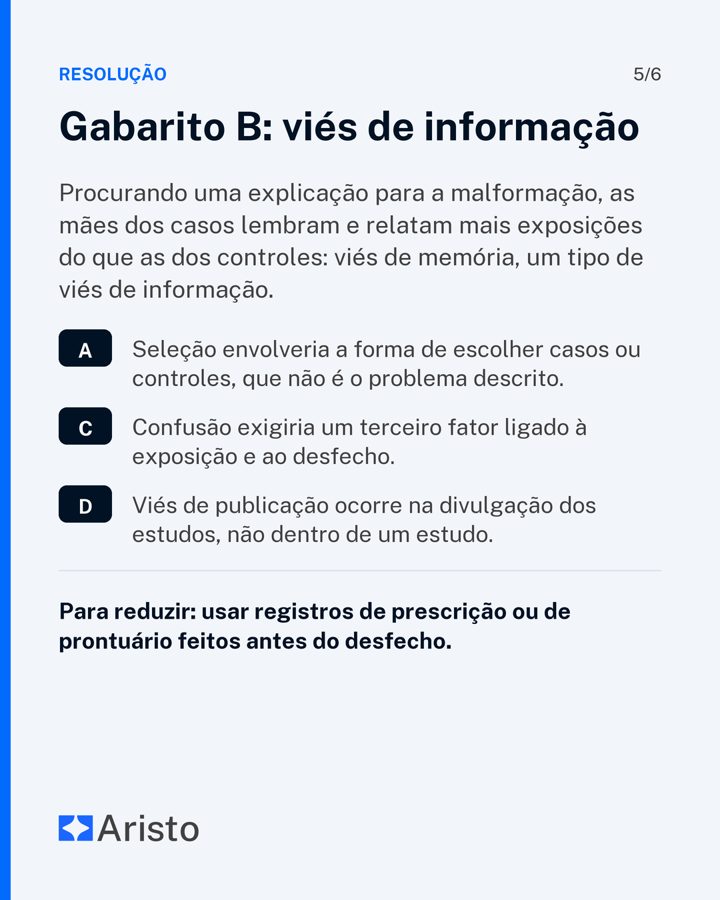 RESOLUÇÃO
5/6
Gabarito B: viés de informação
Procurando uma explicação para a malformação, as
mães dos casos lembram e relatam mais exposições
do que as dos controles: viés de memória, um tipo de
viés de informação.
A
Seleção envolveria a forma de escolher casos ou
controles, que não é o problema descrito.
C
Confusão exigiria um terceiro fator ligado à
exposição e ao desfecho.
D
Viés de publicação ocorre na divulgação dos
estudos, não dentro de um estudo.
Para reduzir: usar registros de prescrição ou de
prontuário feitos antes do desfecho.
Aristo